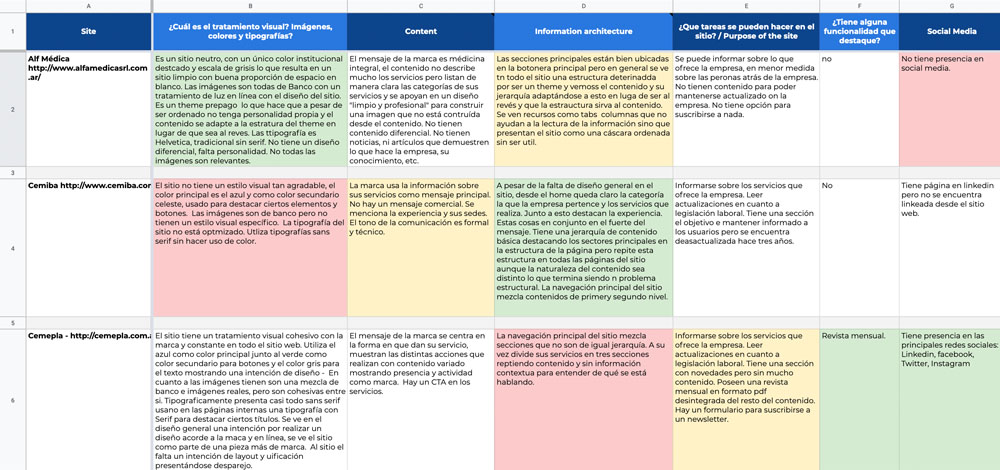 A B C D E F G
1
Site
¿Cuál es el tratamiento visual? Imágenes,
colores y tipografías?
Content
Information architecture
¿Que tareas se pueden hacer en el
sitio? / Purpose of the site
¿Tiene alguna
funcionalidad que
destaque?
Social Media
2
Alf Médica
http://www.alfamedicasrl.com
.ar/
Es un sitio neutro, con un único color institucional
destcado y escala de grises lo que resulta en un
sitio limpio con buena proporción de espacio en
blanco. Las imágenes son todas de Banco con un
tratamiento de luz en línea con el diseño del sitio.
Es un theme prepago lo que hace que a pesar de
ser ordenado no tenga personalidad propia y el
contenido se adapte a la estratura del theme en
lugar de que sea al reves. Las ttipografía es
Helvetica, tradicional sin serif. No tiene un diseño
diferencial, falta personalidad. No todas las
imágenes son relevantes.
El mensaje de la marca es médicina
integral, el contenido no describe
mucho los servicios pero listan de
manera clara las categorías de sus
servicios y se apoyan en un diseño
"limpio y profesional" para construir
una imagen que no está contruída
desde el contenido. No tienen
contenido diferencial. No tienen
noticias, ni articulos que demuestren
lo que hace la empresa, su
conocimiento, etc.
Las secciones principales están bien ubicadas
en la botonera principal pero en general se ve
tn todo el sitio una estructura deterinadda
por ser un theme y vernos el contenido y su
jerarquía adaptándose a esto en luga de ser al
revés y que la estrauctura sirva al contenido.
Se ven recursos como tabs columnas que no
ayudan a la lectura de la información sino que
presentan el sitio como una cáscara ordenada
sin ser util.
Se puede informar sobre lo que
ofrece la empresa, en menor medida
sobre las peronas atrás de la empresa.
No tienen contenido para poder
mantenerse actualizado on la
empresa. No tiene opción para
suscribirse a nada.
no
No tiene presencia en
social media.
3
4
Cemiba http://www.cemiba.cor
El sitio no tiene un estilo visual tan agradable, el
color principal es el azul y como color secundario
celeste, usado para destacar ciertos elementos y
botones. Las imágenes son de banco pero no
tienen un estilo visual específico. La tipografía del
sitio no está optmizado. Utliza tipografías sans
serif sin hacer uso de color.
La marca usa la información sobre
sus servicios como mensaje principal.
No hay un mensaje comercial. Se
menciona la experiencia y sus sedes.
El tono de la comunicación es formal
y técnico.
A pesar de la falta de diseño general en el
sitio, desde el home queda claro la categoría
la que la empresa pertence y los servicios que
realiza. Junto a esto destacan la experiencia.
Estas cosas en conjunto en el fuerte del
mensaje. Tiene una jerarquía de contenido
básica destacando los sectores principales en
la estructura de la página pero repite esta
estructura en todas las páginas del sitio
aunque la naturaleza del contenido sea
distinto lo que termina siendo n problema
estructural. La navegación principal del sitio
mezcla contenidos de primery segundo nivel.
Informarse sobre los servicios que
ofrece la empresa. Leer
actualizaciones en cuanto a
legislación laboral. Tiene una sección
el objetivo e mantener informado a
los usuarios pero se encuentra
deasactualizada hace tres años.
No
Tiene página en linkedin
pero no se encuentra
linkeada desde el sitio
web.
5
6
Cemepla - http://cemepla.com.a
El sitio tiene un tratamiento visual cohesivo con la
marca y constante en todo el sitio web. Utiliza el
azul como color principal junto al verde como
color secundario para botones y el color gris para
el texto mostrando una intención de diseño - En
cuanto a las imágenes tienen son una mezcla de
banco e imágenes reales, pero son cohesivas entre
si. Tipograficamente presenta casi todo sans serif
usano en las páginas internas una tipografía con
Serif para destacar ciertos títulos. Se ve en el
diseño general una intención por realizar un
diseño acorde a la maca y en línea, se ve el sitio
como parte de una pieza más de marca. Al sitio el
falta un intención de layout y uificación
presentándose desparejo.
El mensaje de la marca se centra en
la forma en que dan su servicio,
muestran las distintas acciones que
realizan con contenido variado
mostrando presencia y actividad
como marca. Hay un CTA en los
servicios.
La navegación principal del sitio mezcla
secciones que no son de igual jerarquía. A su
vez divide sus servicios en tres secciones
reptiendo contenido y sin información
contextua para entender de qué se está
hablando.
Informarse sobre los servicios que
ofrece la empresa. Leer
actualizaciones en cuanto a
legislación laboral. Tiene una sección
con novedades pero sin mucho
contenido. Poseen una revista
mensual en formato pdf
desintegrada del resto del contenido.
Hay un formulario para suscribirse a
un newsletter.
Revista mensual.
Tiene presencia en las
principales redes sociales:
Linkedin, facebook,
Twitter, Instagram